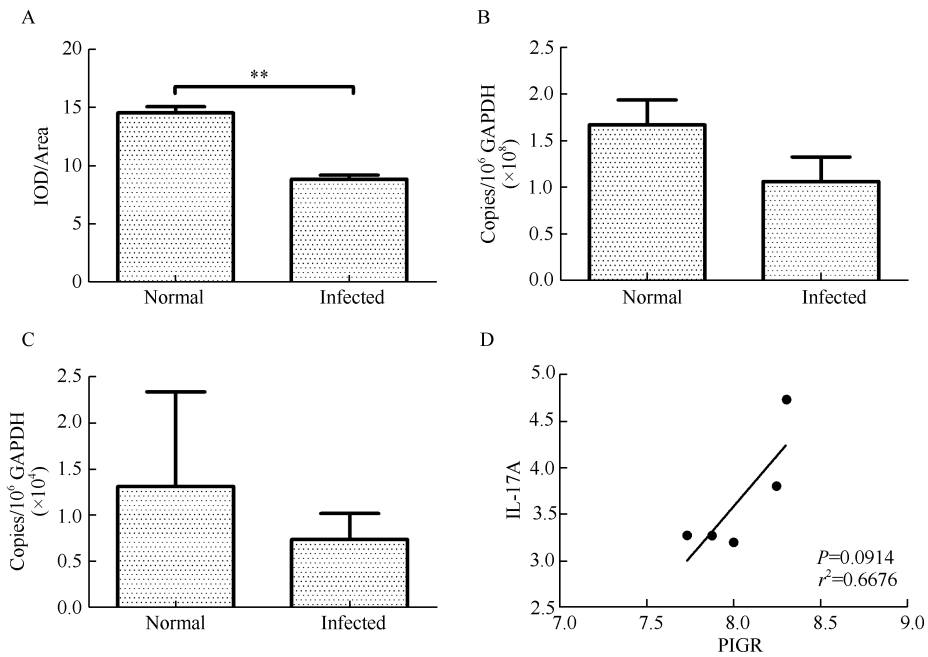 A
IOD/Area
20
15
10
5
0
**
Normal
Infected
B
Copies/10⁶ GAPDH
(×10⁸)
2.5
2.0
1.5
1.0
0.5
0.0
Normal
Infected
C
Copies/10⁶ GAPDH
(×10⁴)
2.5
2.0
1.5
1.0
0.5
0.0
Normal
Infected
D
IL-17A
5.0
4.5
4.0
3.5
3.0
2.5
P=0.0914
r²=0.6676
7.0
7.5
8.0
8.5
9.0
PIGR